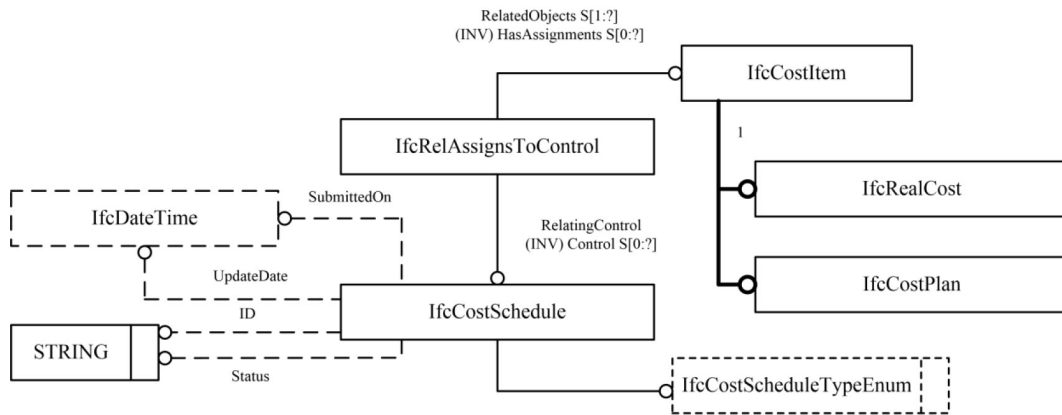 RelatedObjects S[1:?]
(INV) HasAssignments S[0:?]
IfcCostItem
1
IfcRelAssignsToControl
IfcRealCost
SubmittedOn
IfcDateTime
RelatingControl
(INV) Control S[0:?]
UpdateDate
IfcCostPlan
ID
IfcCostSchedule
STRING
Status
IfcCostScheduleTypeEnum